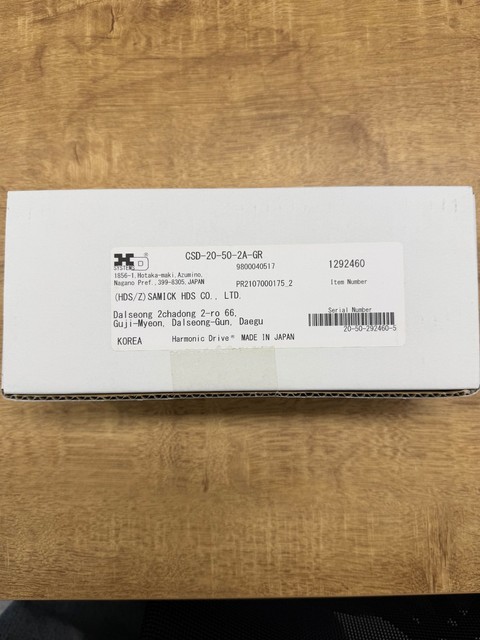 CSD-20-50-2A-GR
9800040517
1292460
SYSTEMS
1856-1,Hotaka-maki,Azumino,
Nagano Pref.,399-8305,JAPAN
PR2107000175_2
Item Number
(HDS/Z)SAMICK HDS CO., LTD.
Dalseong 2chadong 2-ro 66,
Guji-Myeon, Dalseong-Gun, Daegu
Serial Number
20-50-292460-5
KOREA
Harmonic Drive® MADE IN JAPAN